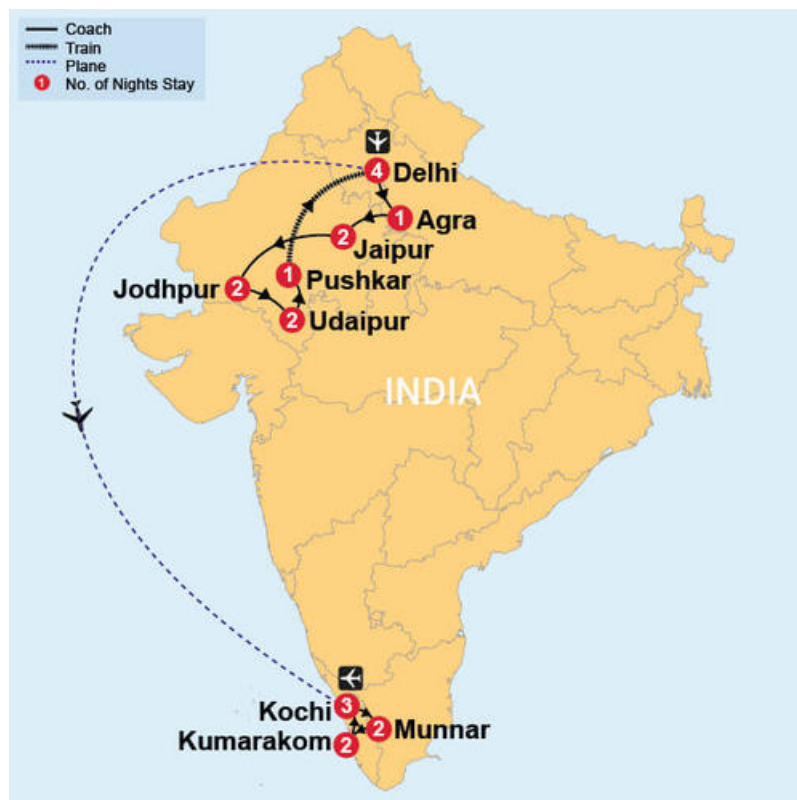 Coach
Train
Plane
1 No. of Nights Stay
4 Delhi
1 Agra
2 Jaipur
1 Pushkar
Jodhpur 2
2 Udaipur
INDIA
Kochi 3
2 Munnar
Kumarakom 2